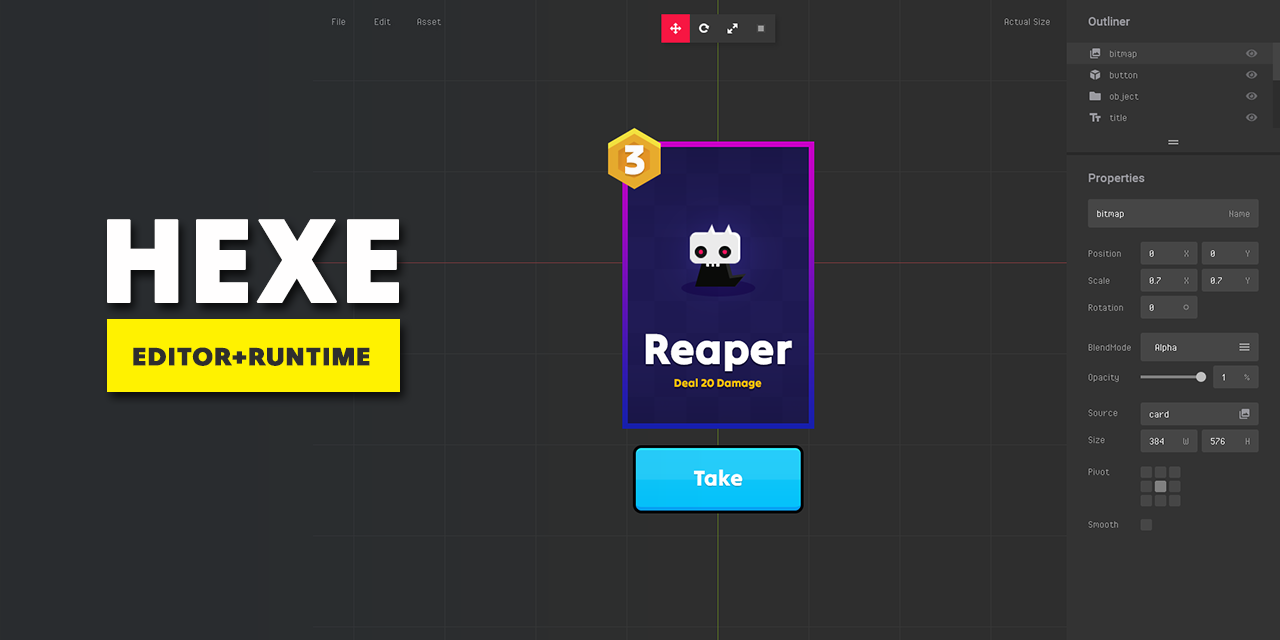 File Edit Asset
Actual Size
HEXE
EDITOR+RUNTIME
3
Reaper
Deal 20 Damage
Take
Outliner
bitmap
button
object
title
Properties
bitmap Name
Position 0 X 0 Y
Scale 0.7 X 0.7 Y
Rotation 0
BlendMode Alpha
Opacity 1 %
Source card
Size 384 W 576 H
Pivot
Smooth